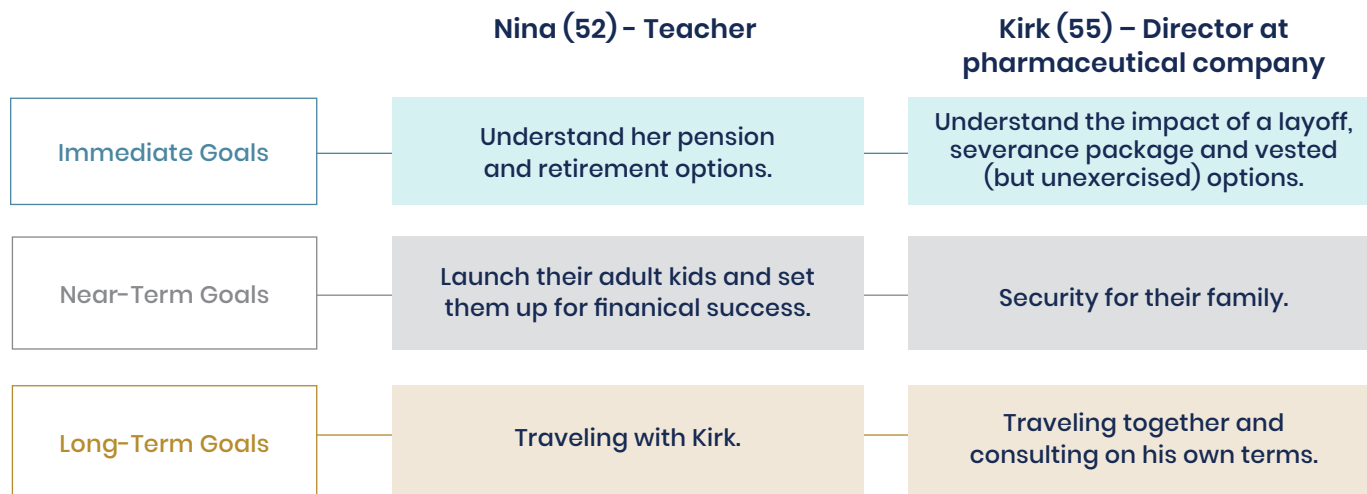 Nina (52) - Teacher
Kirk (55) – Director at
pharmaceutical company
Immediate Goals
Understand her pension
and retirement options.
Understand the impact of a layoff,
severance package and vested
(but unexercised) options.
Near-Term Goals
Launch their adult kids and set
them up for finanical success.
Security for their family.
Long-Term Goals
Traveling with Kirk.
Traveling together and
consulting on his own terms.